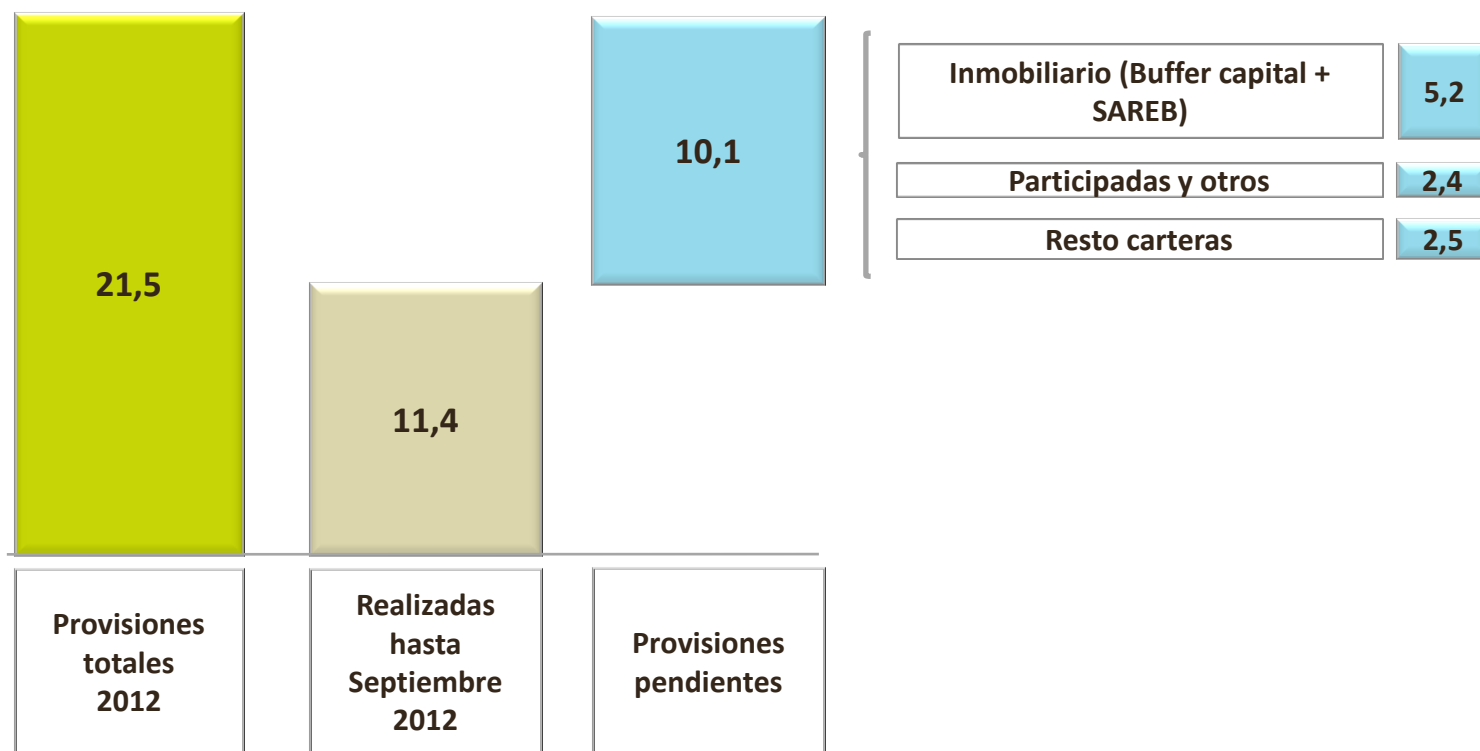 21,5
11,4
10,1
Inmobiliario (Buffer capital +
SAREB)
5,2
Participadas y otros
2,4
Resto carteras
2,5
Provisiones
totales
2012
Realizadas
hasta
Septiembre
2012
Provisiones
pendientes